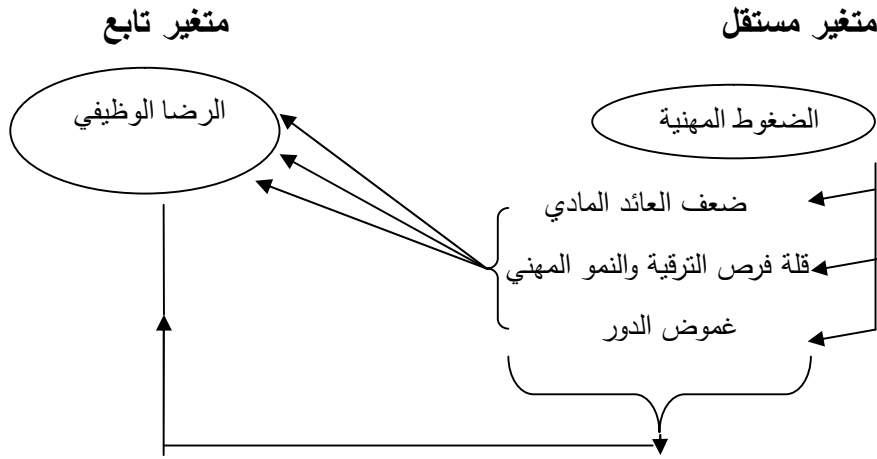 متغير مستقل
متغير تابع
الضغوط المهنية
الرضا الوظيفي
ضعف العائد المادي
قلة فرص الترقية والنمو المهني
غموض الدور